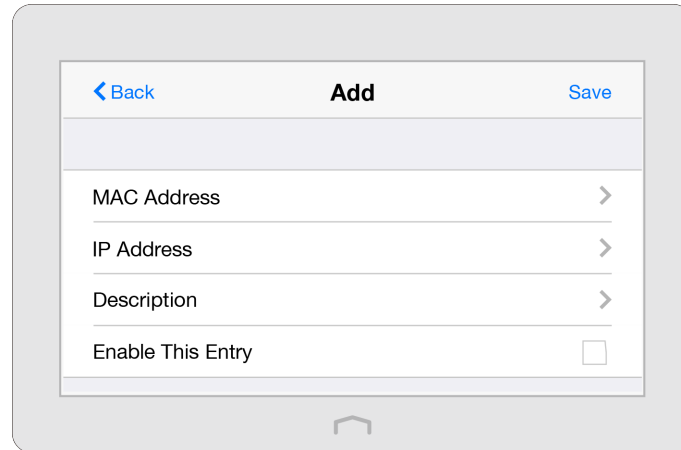 Back Add Save
MAC Address
IP Address
Description
Enable This Entry